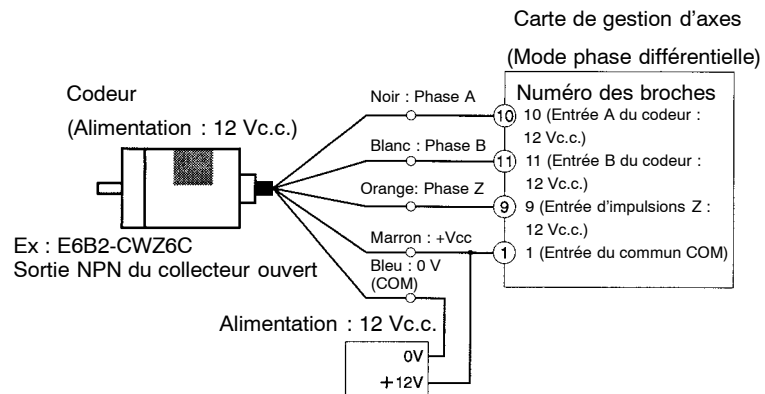 Carte de gestion d'axes
(Mode phase différentielle)
Codeur
(Alimentation : 12 Vc.c.)
Ex : E6B2-CWZ6C
Sortie NPN du collecteur ouvert
Noir : Phase A
Blanc : Phase B
Orange: Phase Z
Marron : +Vcc
Bleu : 0 V
(COM)
Numéro des broches
10 10 (Entrée A du codeur :
12 Vc.c.)
11 11 (Entrée B du codeur :
12 Vc.c.)
9 9 (Entrée d'impulsions Z :
12 Vc.c.)
1 1 (Entrée du commun COM)
Alimentation : 12 Vc.c.
0V
+12V